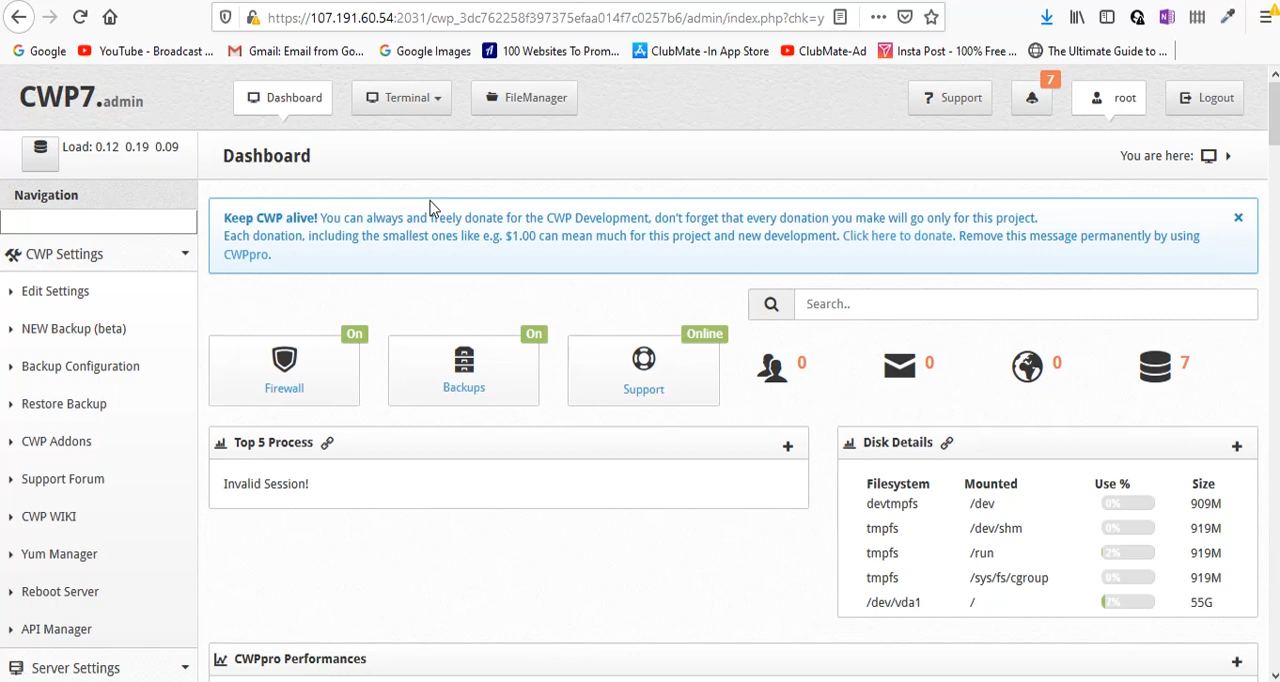 https://107.191.60.54:2031/cwp_3dc762258f397375efaa014f7c0257b6/admin/index.php?chk=y
Google
YouTube - Broadcast ...
Gmail: Email from Go...
Google Images
100 Websites To Prom...
ClubMate -In App Store
ClubMate-Ad
Insta Post - 100% Free ...
The Ultimate Guide to ...
CWP7.admin
Dashboard
Terminal
FileManager
? Support
7
root
Logout
Load: 0.12 0.19 0.09
Dashboard
You are here:
Navigation
Keep CWP alive! You can always and freely donate for the CWP Development, don't forget that every donation you make will go only for this project.
Each donation, including the smallest ones like e.g. $1.00 can mean much for this project and new development. Click here to donate. Remove this message permanently by using
CWPpro.
CWP Settings
Edit Settings
NEW Backup (beta)
Backup Configuration
Restore Backup
CWP Addons
Support Forum
CWP WIKI
Yum Manager
Reboot Server
API Manager
Server Settings
Search..
On
Firewall
On
Backups
Online
Support
0
0
0
7
Top 5 Process
Invalid Session!
Disk Details
Filesystem Mounted Use % Size
devtmpfs /dev 0% 909M
tmpfs /dev/shm 0% 919M
tmpfs /run 2% 919M
tmpfs /sys/fs/cgroup 0% 919M
/dev/vda1 / 7% 55G
CWPpro Performances